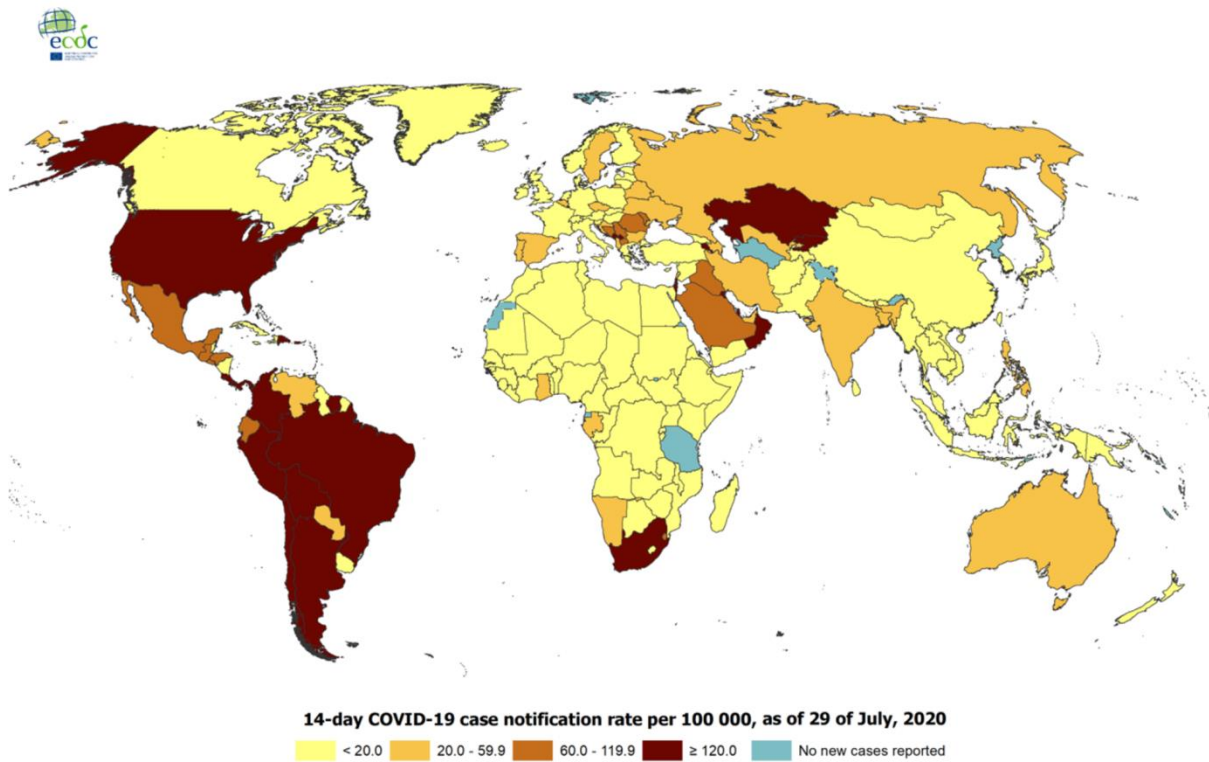 ecdc
14-day COVID-19 case notification rate per 100 000, as of 29 of July, 2020
< 20.0 20.0 - 59.9 60.0 - 119.9 ≥ 120.0 No new cases reported